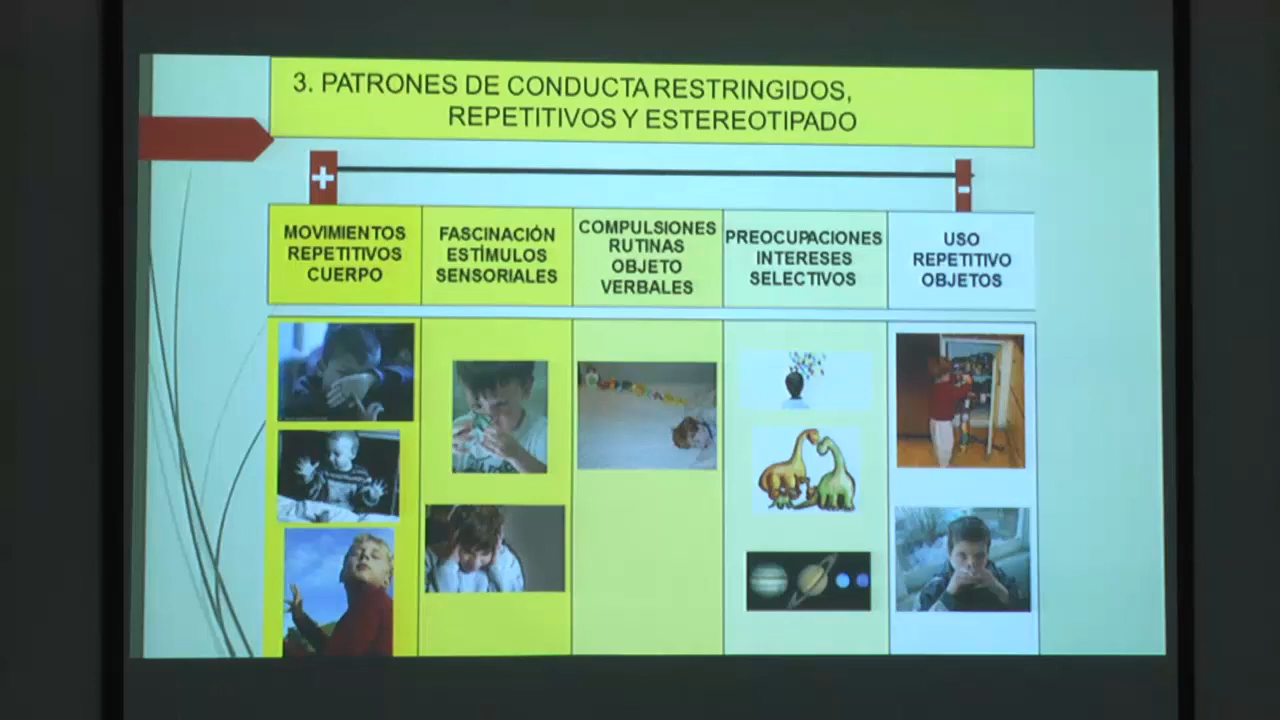 3. PATRONES DE CONDUCTA RESTRINGIDOS,
REPETITIVOS Y ESTEREOTIPADO
+
-
MOVIMIENTOS
REPETITIVOS
CUERPO
FASCINACIÓN
ESTÍMULOS
SENSORIALES
COMPULSIONES
RUTINAS
OBJETO
VERBALES
PREOCUPACIONES
INTERESES
SELECTIVOS
USO
REPETITIVO
OBJETOS